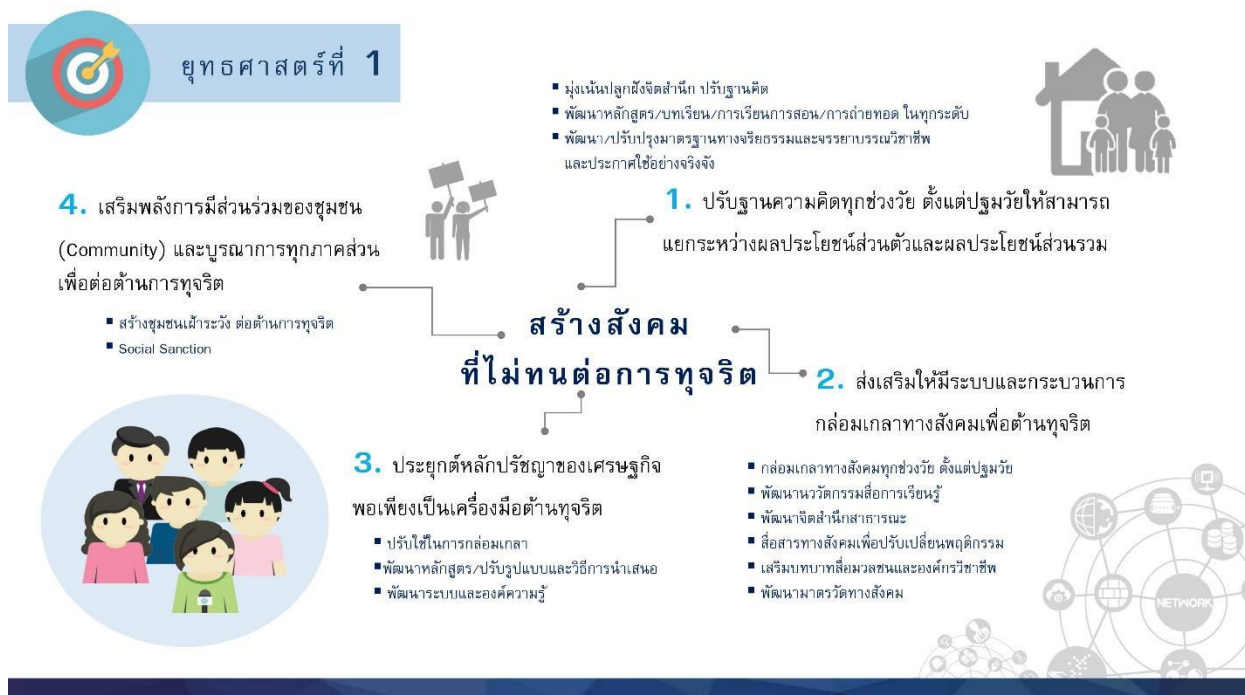 ยุทธศาสตร์ที่ 1
▪ มุ่งเน้นปลูกฝังจิตสำนึก ปรับฐานคิด
▪ พัฒนาหลักสูตร/บทเรียน/การเรียนการสอน/การถ่ายทอด ในทุกระดับ
▪ พัฒนา/ปรับปรุงมาตรฐานทางจริยธรรมและจรรยาบรรณวิชาชีพ
และประกาศใช้อย่างจริงจัง
1. ปรับฐานความคิดทุกช่วงวัย ตั้งแต่ปฐมวัยให้สามารถ
แยกระหว่างผลประโยชน์ส่วนตัวและผลประโยชน์ส่วนรวม
4. เสริมพลังการมีส่วนร่วมของชุมชน
(Community) และบูรณาการทุกภาคส่วน
เพื่อต่อต้านการทุจริต
▪ สร้างชุมชนเฝ้าระวัง ต่อต้านการทุจริต
▪ Social Sanction
สร้างสังคม
ที่ไม่ทนต่อการทุจริต
2. ส่งเสริมให้มีระบบและกระบวนการ
กล่อมเกลาทางสังคมเพื่อต้านทุจริต
▪ กล่อมเกลาทางสังคมทุกช่วงวัย ตั้งแต่ปฐมวัย
▪ พัฒนานวัตกรรมสื่อการเรียนรู้
▪ พัฒนาจิตสำนึกสาธารณะ
▪ สื่อสารทางสังคมเพื่อปรับเปลี่ยนพฤติกรรม
▪ เสริมบทบาทสื่อมวลชนและองค์กรวิชาชีพ
▪ พัฒนามาตรวัดทางสังคม
3. ประยุกต์หลักปรัชญาของเศรษฐกิจ
พอเพียงเป็นเครื่องมือต้านทุจริต
▪ ปรับใช้ในการกล่อมเกลา
▪พัฒนาหลักสูตร/ปรับรูปแบบและวิธีการนำเสนอ
▪ พัฒนาระบบและองค์ความรู้
NETWORK